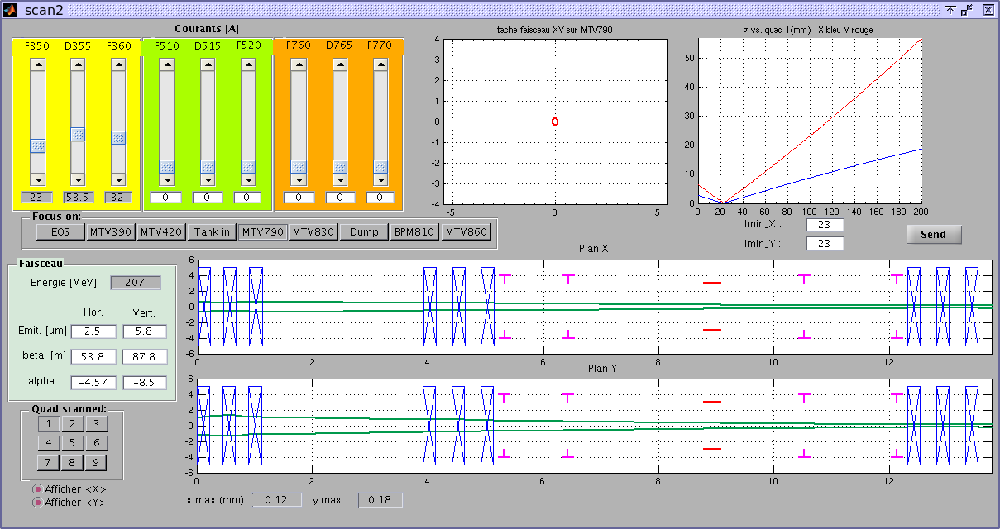 scan2
Courants [A]
F350 D355 F360 F510 D515 F520 F760 D765 F770
23 53.5 32 0 0 0 0 0 0
tache faisceau XY sur MTV790
4
3
2
1
0
-1
-2
-3
-4
-5 0 5
σ vs. quad 1(mm) X bleu Y rouge
50
40
30
20
10
0
0 20 40 60 80 100 120 140 160 180 200
Imin_X : 23
Imin_Y : 23
Send
Focus on:
EOS MTV390 MTV420 Tank in MTV790 MTV830 Dump BPM810 MTV860
Faisceau
Energie [MeV] 207
Hor. Vert.
Emit. [um] 2.5 5.8
beta [m] 53.8 87.8
alpha -4.57 -8.5
Quad scanned:
1 2 3
4 5 6
7 8 9
Afficher <X>
Afficher <Y>
Plan X
6
4
2
0
-2
-4
-6
0 2 4 6 8 10 12
Plan Y
6
4
2
0
-2
-4
-6
0 2 4 6 8 10 12
x max (mm) : 0.12 y max : 0.18